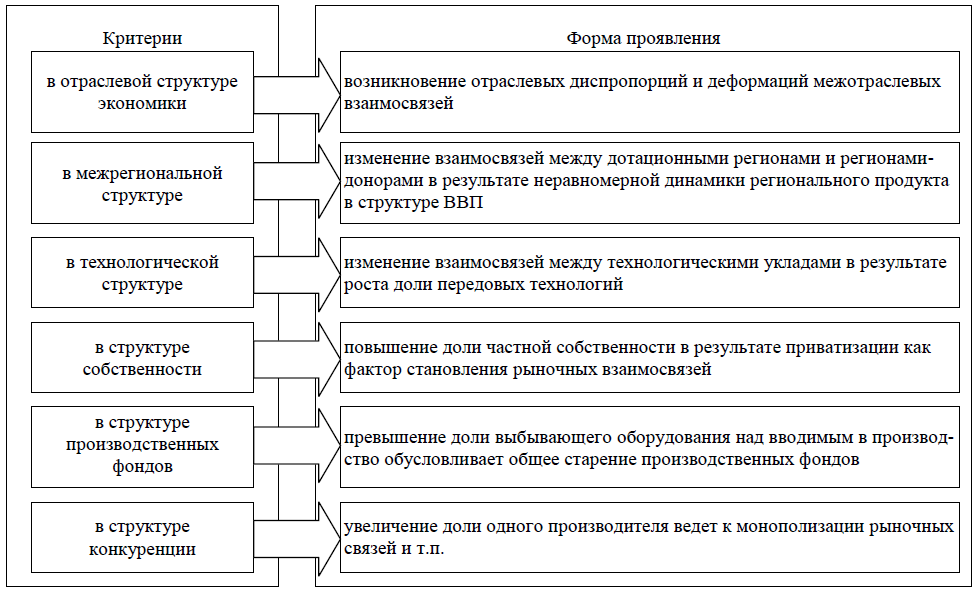 Критерии
Форма проявления
в отраслевой структуре
экономики
возникновение отраслевых диспропорций и деформаций межотраслевых
взаимосвязей
в межрегиональной
структуре
изменение взаимосвязей между дотационными регионами и регионами-
донорами в результате неравномерной динамики регионального продукта
в структуре ВВП
в технологической
структуре
изменение взаимосвязей между технологическими укладами в результате
роста доли передовых технологий
в структуре
собственности
повышение доли частной собственности в результате приватизации как
фактор становления рыночных взаимосвязей
в структуре
производственных
фондов
превышение доли выбывающего оборудования над вводимым в производ-
ство обусловливает общее старение производственных фондов
в структуре
конкуренции
увеличение доли одного производителя ведет к монополизации рыночных
связей и т.п.